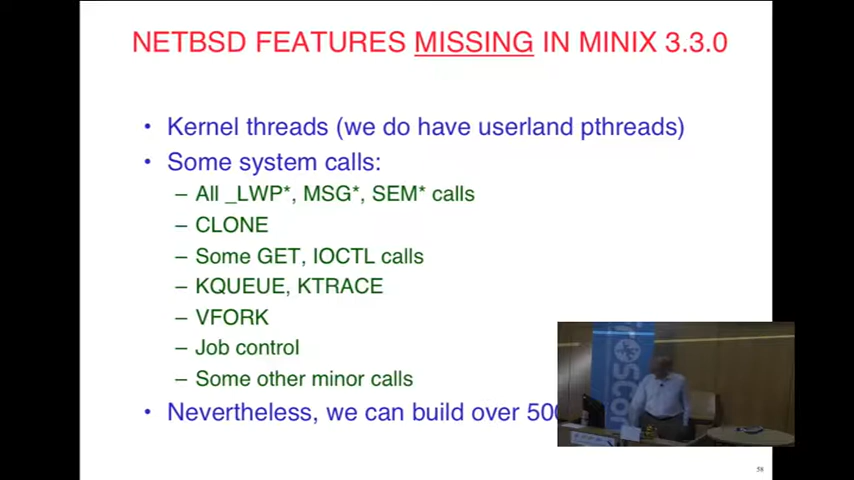 NETBSD FEATURES MISSING IN MINIX 3.3.0
• Kernel threads (we do have userland pthreads)
• Some system calls:
– All _LWP*, MSG*, SEM* calls
– CLONE
– Some GET, IOCTL calls
– KQUEUE, KTRACE
– VFORK
– Job control
– Some other minor calls
• Nevertheless, we can build over
58